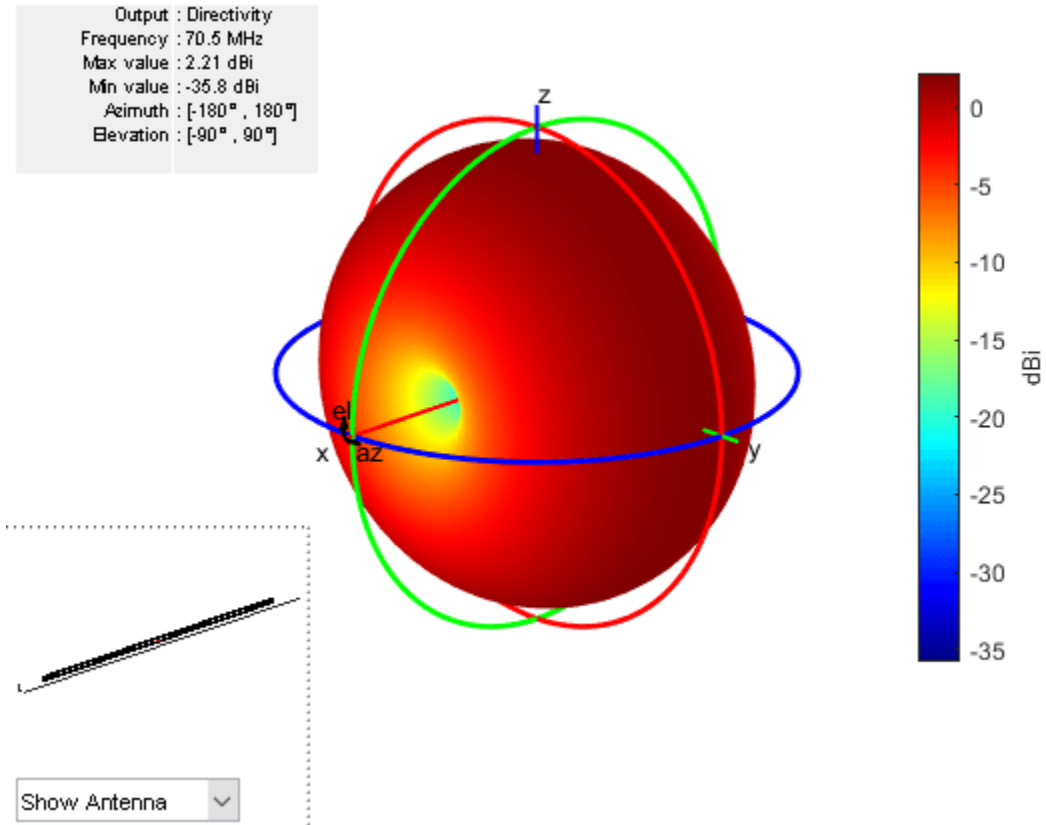 Output : Directivity
Frequency : 70.5 MHz
Max value : 2.21 dBi
Min value : -35.8 dBi
Azimuth : [-180° , 180°]
Elevation : [-90° , 90°]
z
0
-5
-10
-15
-20
-25
-30
-35
dBi
el
x
az
y
Show Antenna